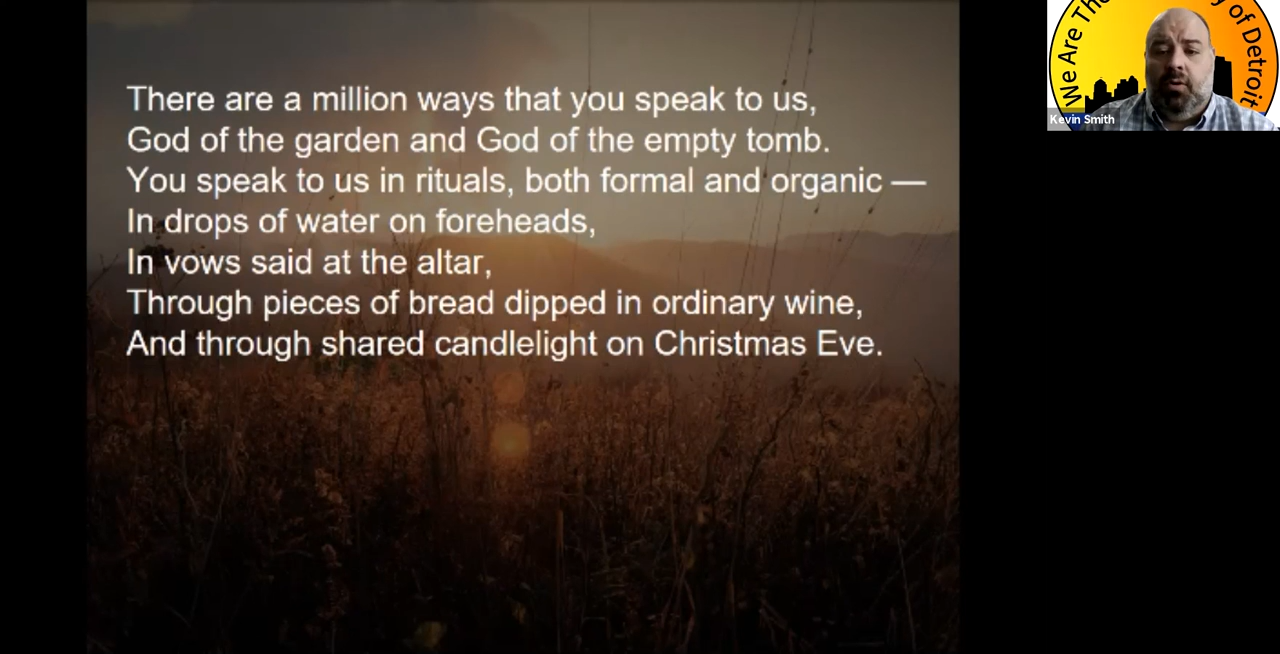 There are a million ways that you speak to us,
God of the garden and God of the empty tomb.
You speak to us in rituals, both formal and organic —
In drops of water on foreheads,
In vows said at the altar,
Through pieces of bread dipped in ordinary wine,
And through shared candlelight on Christmas Eve.
We Are The
y of Detroit
Kevin Smith